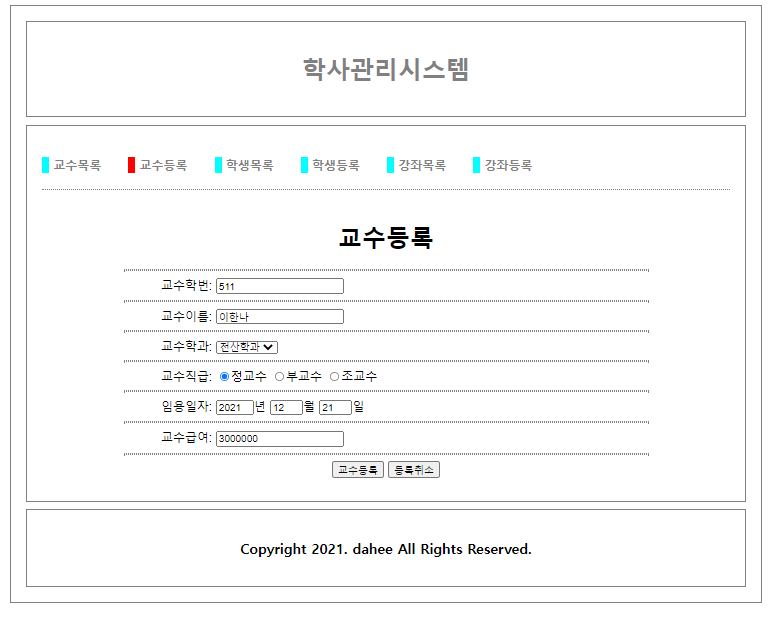 학사관리시스템
교수목록 교수등록 학생목록 학생등록 강좌목록 강좌등록
교수등록
교수학번: 511
교수이름: 이한나
교수학과: 전산학과
교수직급: 정교수 부교수 조교수
임용일자: 2021 년 12 월 21 일
교수급여: 3000000
교수등록 등록취소
Copyright 2021. dahee All Rights Reserved.